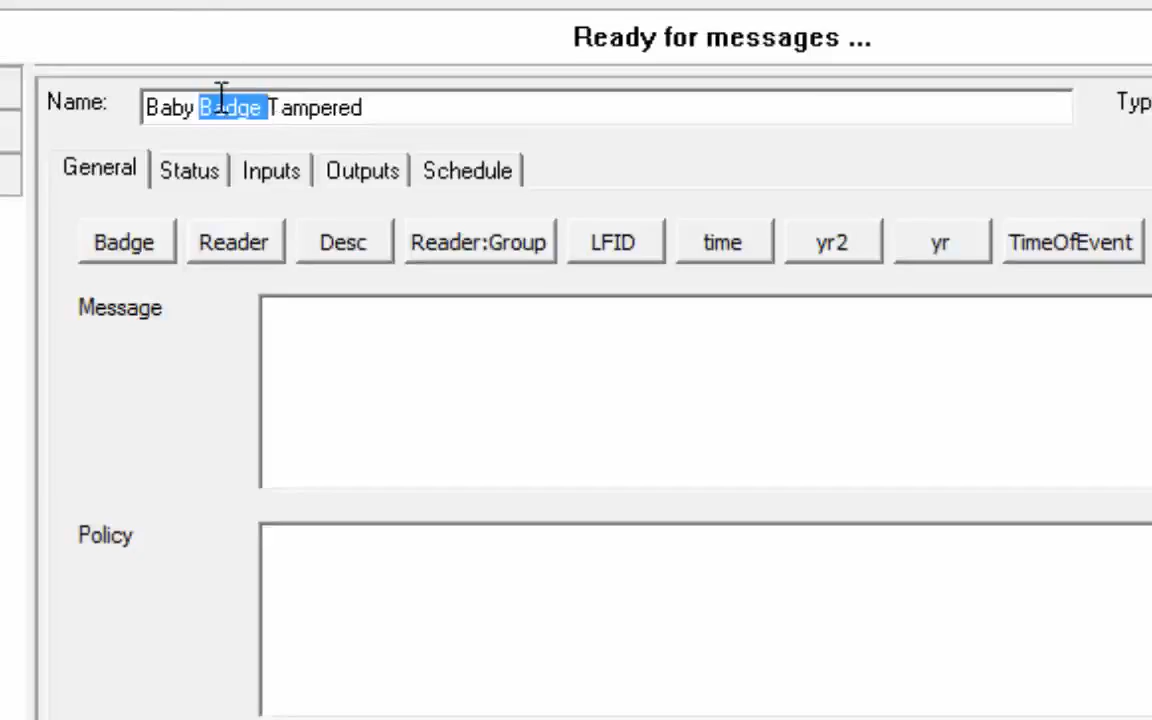 Ready for messages ...
Name: Baby Badge Tampered Typ
General Status Inputs Outputs Schedule
Badge Reader Desc Reader:Group LFID time yr2 yr TimeOfEvent
Message
Policy